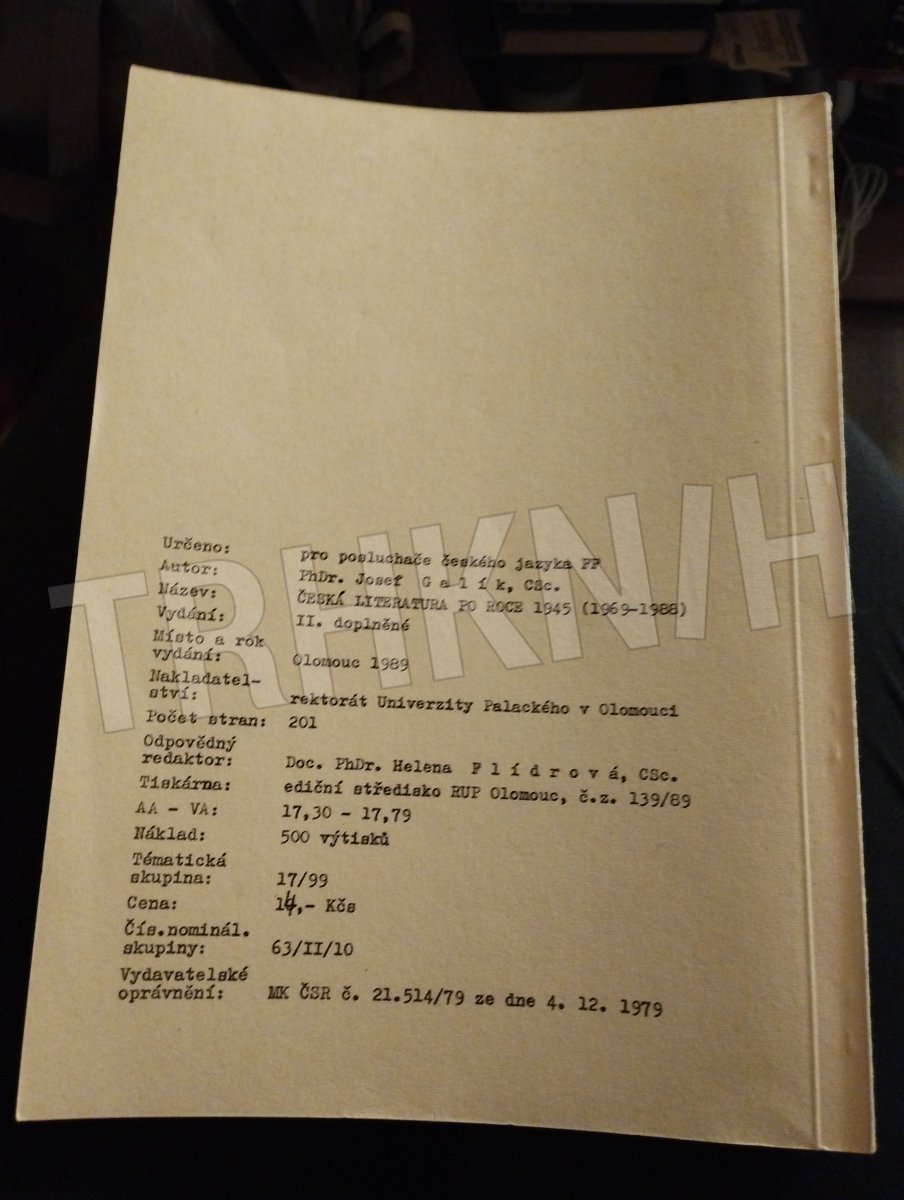 Určeno: pro posluchače českého jazyka FF
Autor: PhDr. Josef G a l í k, CSc.
Název: ČESKÁ LITERATURA PO ROCE 1945 (1969-1988)
Vydání: II. doplněné
Místo a rok
vydání: Olomouc 1989
Nakladatel-
ství: rektorát Univerzity Palackého v Olomouci
Počet stran: 201
Odpovědný
redaktor: Doc. PhDr. Helena F l í d r o v á, CSc.
Tiskárna: ediční středisko RUP Olomouc, č.z. 139/89
AA - VA: 17,30 - 17,79
Náklad: 500 výtisků
Tématická
skupina: 17/99
Cena: 14,- Kčs
Čís.nominál.
skupiny: 63/II/10
Vydavatelské
oprávnění: MK ČSR č. 21.514/79 ze dne 4. 12. 1979
TRHKNIH